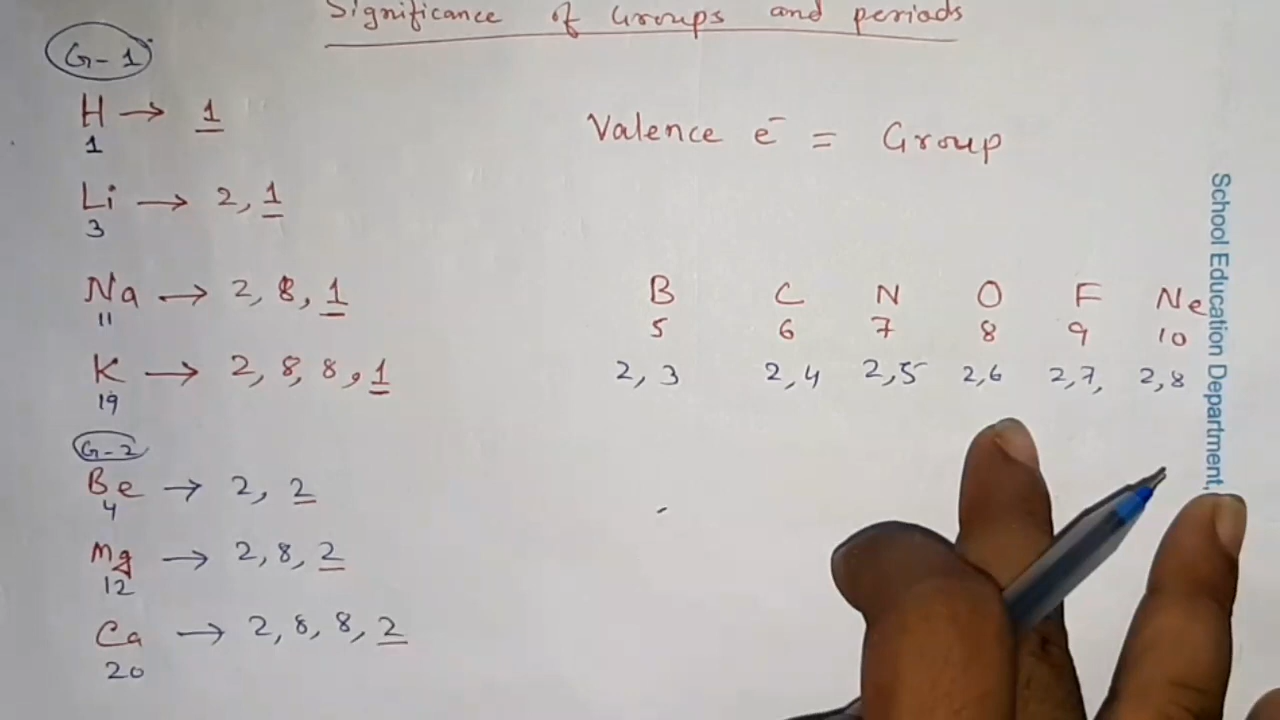 Significance of Groups and periods
G-1
H → 1
1
Li → 2, 1
3
Na → 2, 8, 1
11
K → 2, 8, 8, 1
19
G-2
Be → 2, 2
4
Mg → 2, 8, 2
12
Ca → 2, 8, 8, 2
20
Valence e⁻ = Group
B C N O F Ne
5 6 7 8 9 10
2, 3 2, 4 2,5 2,6 2,7, 2,8
School Education Department,